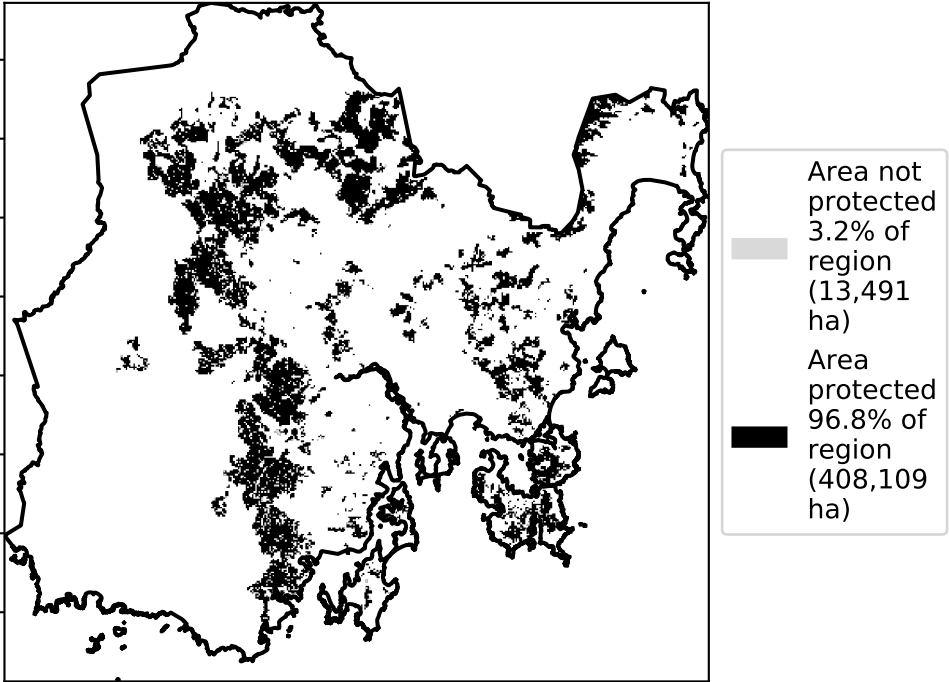 Area not
protected
3.2% of
region
(13,491
ha)
Area
protected
96.8% of
region
(408,109
ha)